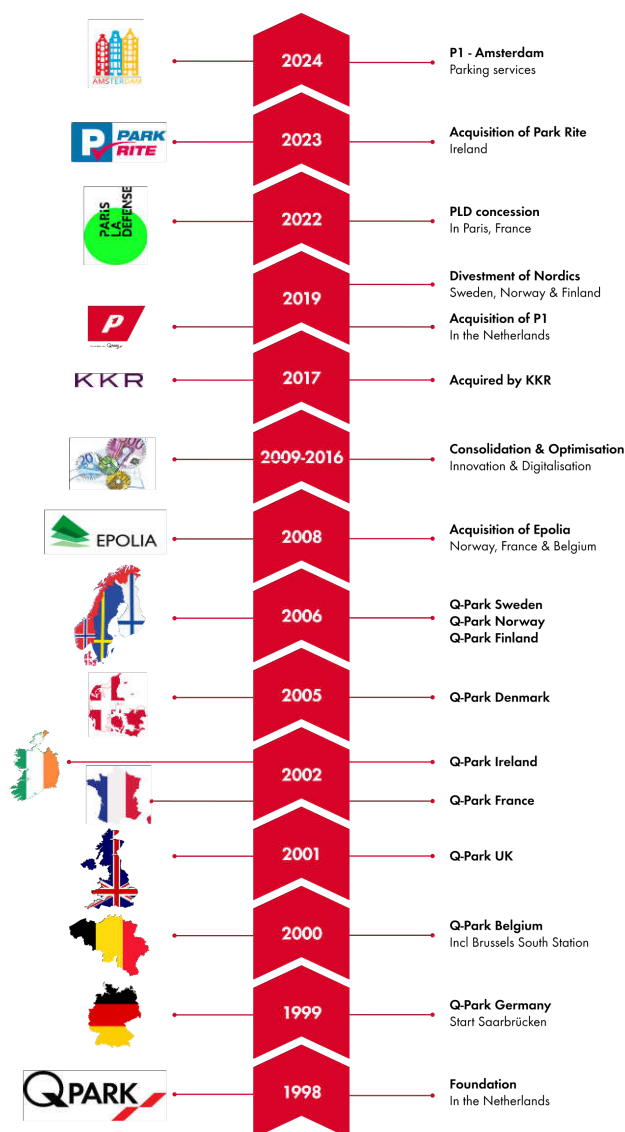 AMSTERDAM
2024
P1 - Amsterdam
Parking services
P PARK
RITE
2023
Acquisition of Park Rite
Ireland
PARIS
LA
DEFENSE
2022
PLD concession
In Paris, France
Divestment of Nordics
Sweden, Norway & Finland
2019
P
Acquisition of P1
In the Netherlands
KKR
2017
Acquired by KKR
2009-2016
Consolidation & Optimisation
Innovation & Digitalisation
EPOLIA
2008
Acquisition of Epolia
Norway, France & Belgium
2006
Q-Park Sweden
Q-Park Norway
Q-Park Finland
2005
Q-Park Denmark
Q-Park Ireland
2002
Q-Park France
2001
Q-Park UK
2000
Q-Park Belgium
Incl Brussels South Station
1999
Q-Park Germany
Start Saarbrücken
Q PARK
1998
Foundation
In the Netherlands